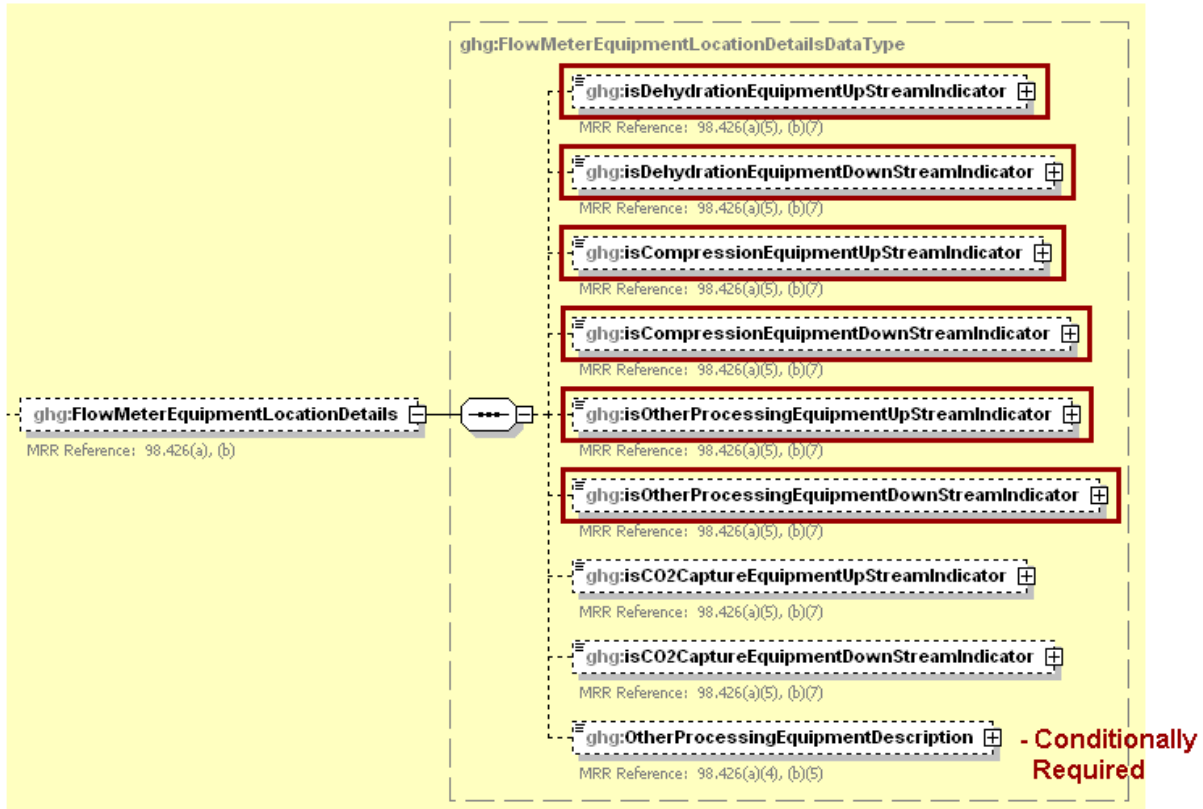 ghg:FlowMeterEquipmentLocationDetailsDataType
ghg:isDehydrationEquipmentUpStreamIndicator
MRR Reference: 98.426(a)(5), (b)(7)
ghg:isDehydrationEquipmentDownStreamIndicator
MRR Reference: 98.426(a)(5), (b)(7)
ghg:isCompressionEquipmentUpStreamIndicator
MRR Reference: 98.426(a)(5), (b)(7)
ghg:isCompressionEquipmentDownStreamIndicator
MRR Reference: 98.426(a)(5), (b)(7)
ghg:FlowMeterEquipmentLocationDetails
MRR Reference: 98.426(a), (b)
ghg:isOtherProcessingEquipmentUpStreamIndicator
MRR Reference: 98.426(a)(5), (b)(7)
ghg:isOtherProcessingEquipmentDownStreamIndicator
MRR Reference: 98.426(a)(5), (b)(7)
ghg:isCO2CaptureEquipmentUpStreamIndicator
MRR Reference: 98.426(a)(5), (b)(7)
ghg:isCO2CaptureEquipmentDownStreamIndicator
MRR Reference: 98.426(a)(5), (b)(7)
ghg:OtherProcessingEquipmentDescription
MRR Reference: 98.426(a)(4), (b)(5)
- Conditionally
Required